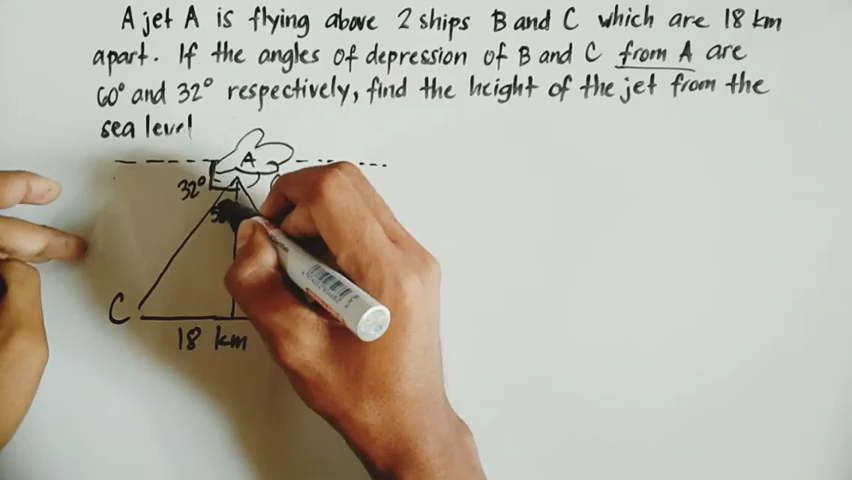 A jet A is flying above 2 ships B and C which are 18 km
apart. If the angles of depression of B and C from A are
60° and 32° respectively, find the height of the jet from the
sea level
A
32°
C
18 km